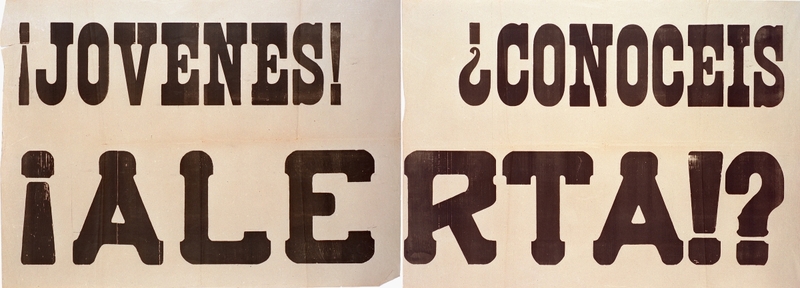 ¡JOVENES! ¿CONOCEIS
¡ALERTA!?